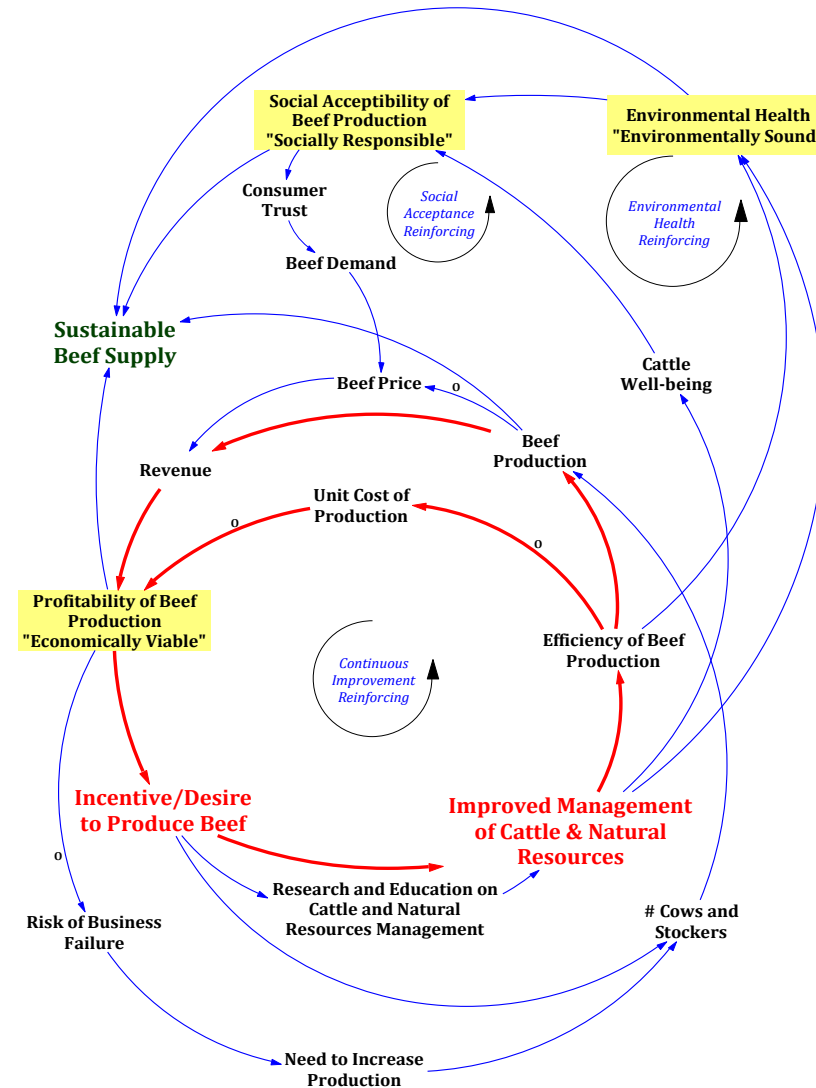 Social Acceptibility of
Beef Production
"Socially Responsible"
Environmental Health
"Environmentally Sound
Consumer
Trust
Social
Acceptance
Reinforcing
Environmental
Health
Reinforcing
Beef Demand
Sustainable
Beef Supply
Beef Price
o
Cattle
Well-being
Beef
Production
Revenue
Unit Cost of
Production
o
o
Profitability of Beef
Production
"Economically Viable"
Efficiency of Beef
Production
Continuous
Improvement
Reinforcing
Incentive/Desire
to Produce Beef
Improved Management
of Cattle & Natural
Resources
o
Research and Education on
Cattle and Natural
Resources Management
Risk of Business
Failure
# Cows and
Stockers
Need to Increase
Production